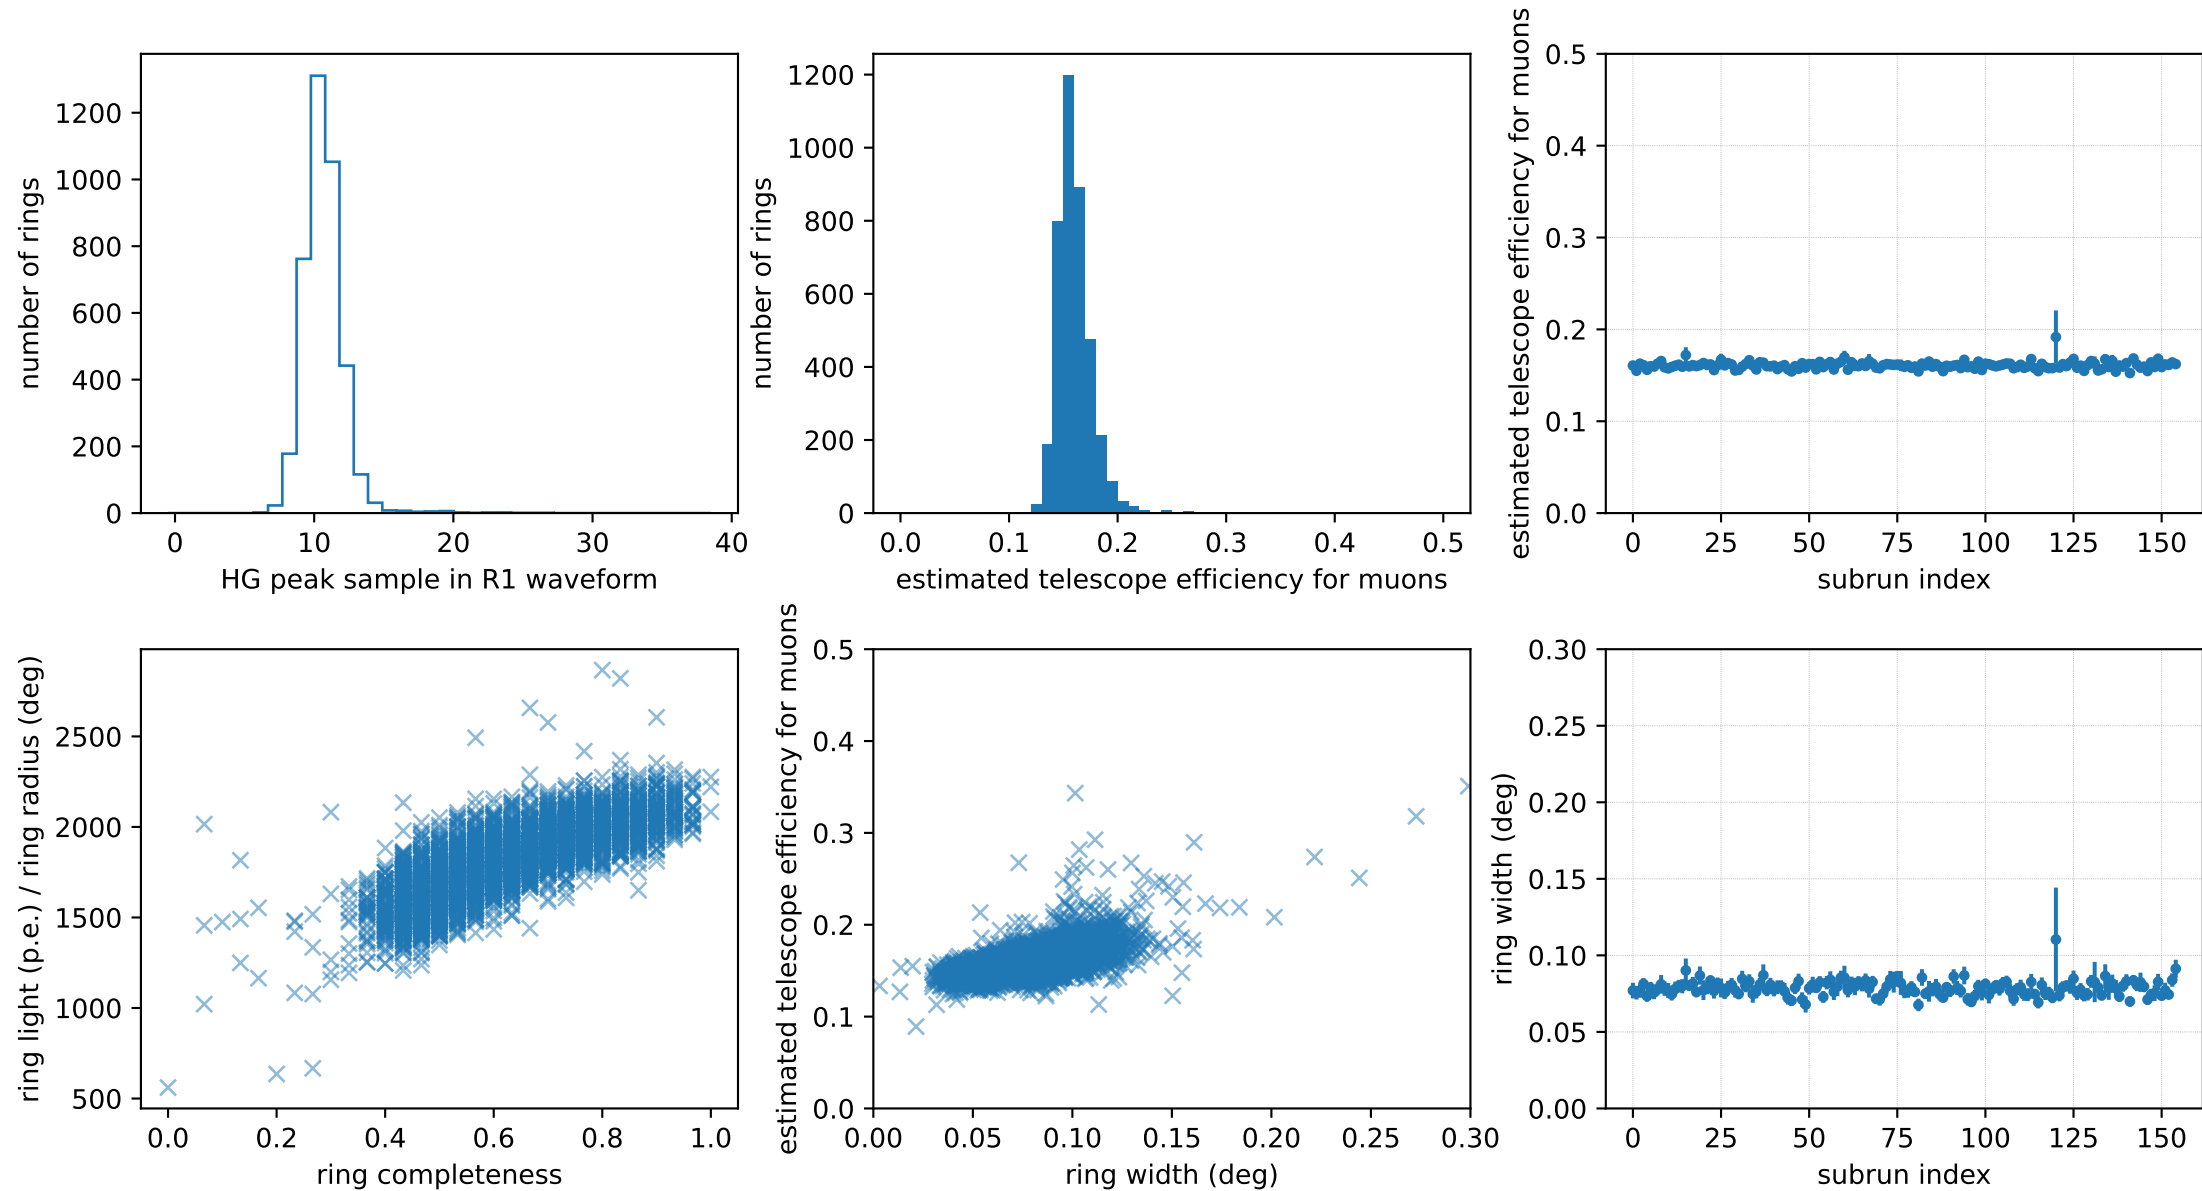 number of rings
1200
1000
800
600
400
200
0
0 10 20 30 40
HG peak sample in R1 waveform
number of rings
1200
1000
800
600
400
200
0
0.0 0.1 0.2 0.3 0.4 0.5
estimated telescope efficiency for muons
estimated telescope efficiency for muons
0.5
0.4
0.3
0.2
0.1
0.0
0 25 50 75 100 125 150
subrun index
ring light (p.e.) / ring radius (deg)
2500
2000
1500
1000
500
0.0 0.2 0.4 0.6 0.8 1.0
ring completeness
estimated telescope efficiency for muons
0.5
0.4
0.3
0.2
0.1
0.0
0.00 0.05 0.10 0.15 0.20 0.25 0.30
ring width (deg)
ring width (deg)
0.30
0.25
0.20
0.15
0.10
0.05
0.00
0 25 50 75 100 125 150
subrun index